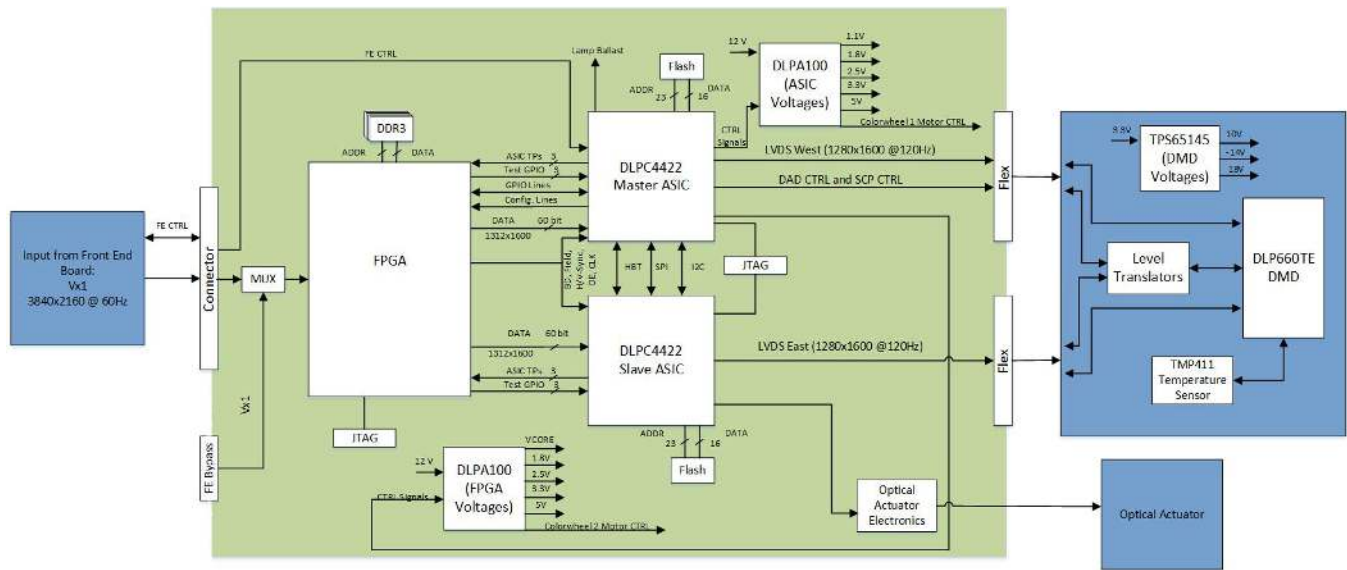 FE CTRL
Lamp Ballast
Flash
ADDR
DATA
23
16
12 V
DLPA100
(ASIC
Voltages)
1.1V
1.8V
2.5V
3.3V
5V
Colorwheel1 Motor CTRL
CTRL
Signals
DDR3
ADDR
DATA
FPGA
ASIC TPs
3
Test GPIO
3
GPIO Lines
Config. Lines
DATA
60 bit
1312x1600
DLPC4422
Master ASIC
LVDS West (1280x1600 @120Hz)
DAD CTRL and SCP CTRL
Flex
3.3V
TPS65145
(DMD
Voltages)
10V
-14V
18V
Input from Front End
Board:
Vx1
3840x2160 @ 60Hz
FE CTRL
Connector
MUX
H/V-Sync,
DE, CLK
HBT
SPI
I2C
JTAG
Level
Translators
DLP660TE
DMD
DATA
60 bit
1312x1600
ASIC TPs
3
Test GPIO
3
DLPC4422
Slave ASIC
LVDS East (1280x1600 @120Hz)
Flex
TMP411
Temperature
Sensor
Vx1
JTAG
FE Bypass
ADDR
DATA
23
16
Flash
12 V
CTRL Signals
DLPA100
(FPGA
Voltages)
VCORE
1.8V
2.5V
3.3V
5V
Colorwheel2 Motor CTRL
Optical
Actuator
Electronics
Optical Actuator